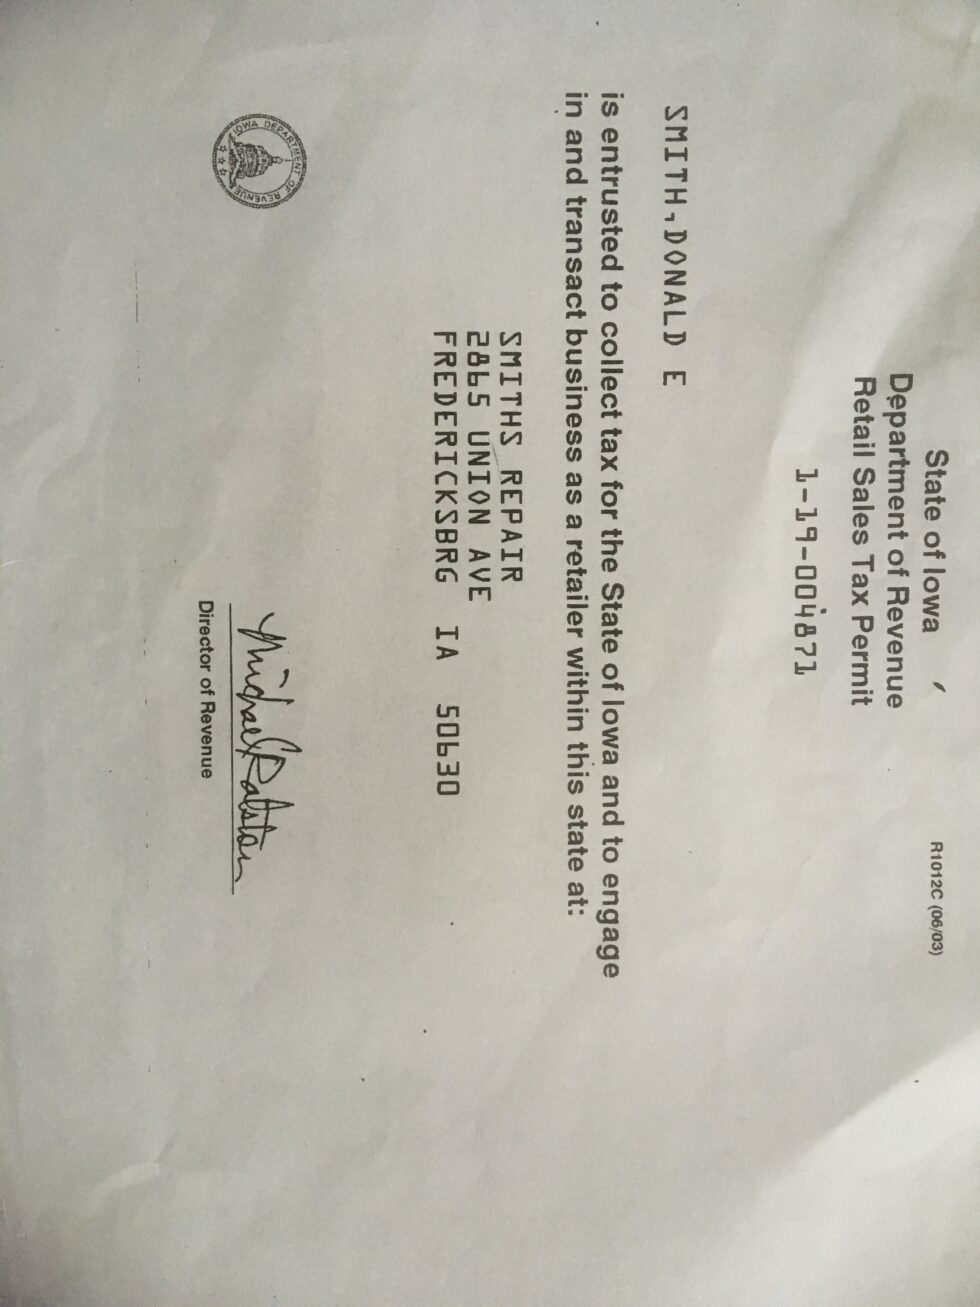 State of Iowa
R1012C (06/03)
Department of Revenue
Retail Sales Tax Permit
1-19-004871
SMITH,DONALD E
is entrusted to collect tax for the State of Iowa and to engage
in and transact business as a retailer within this state at:
SMITHS REPAIR
2865 UNION AVE
FREDERICKSBRG IA 50630
IOWA DEPARTMENT OF REVENUE
Michael Ralston
Director of Revenue